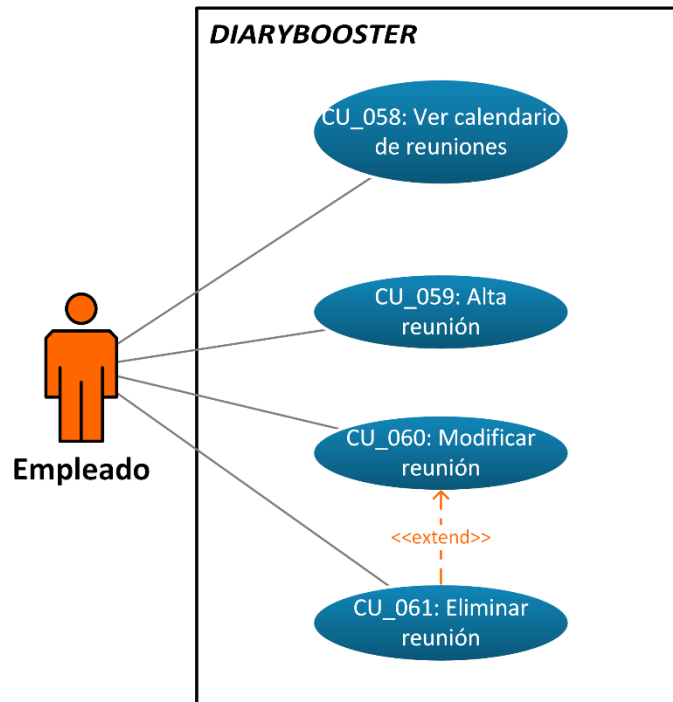 DIARYBOOSTER
CU_058: Ver calendario
de reuniones
CU_059: Alta
reunión
CU_060: Modificar
reunión
Empleado
<<extend>>
CU_061: Eliminar
reunión